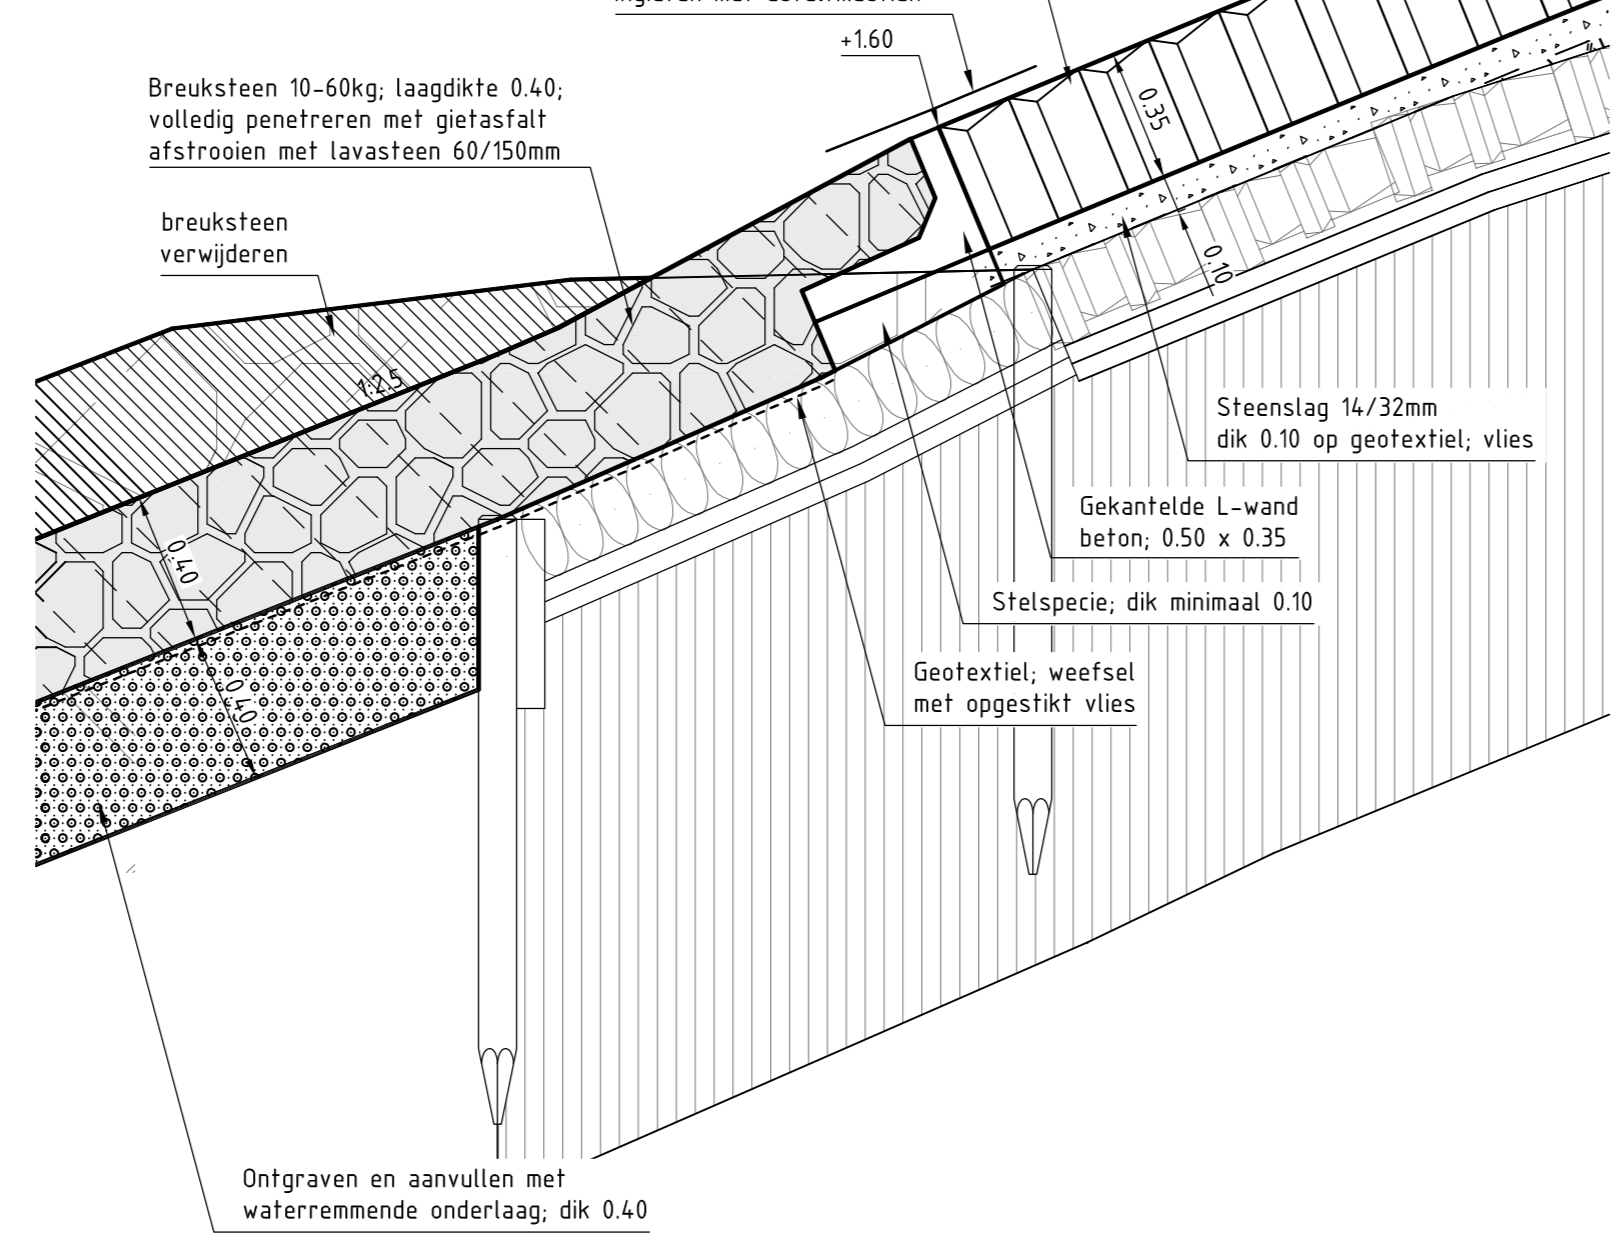 +1.60
Breuksteen 10-60kg; laagdikte 0.40;
volledig penetreren met gietasfalt
afstrooien met lavasteen 60/150mm
breuksteen
verwijderen
0.35
0.10
1:2.5
Steenslag 14/32mm
dik 0.10 op geotextiel; vlies
Gekantelde L-wand
beton; 0.50 x 0.35
0.40
Stelspecie; dik minimaal 0.10
Geotextiel; weefsel
met opgestikt vlies
0.40
Ontgraven en aanvullen met
waterremmende onderlaag; dik 0.40